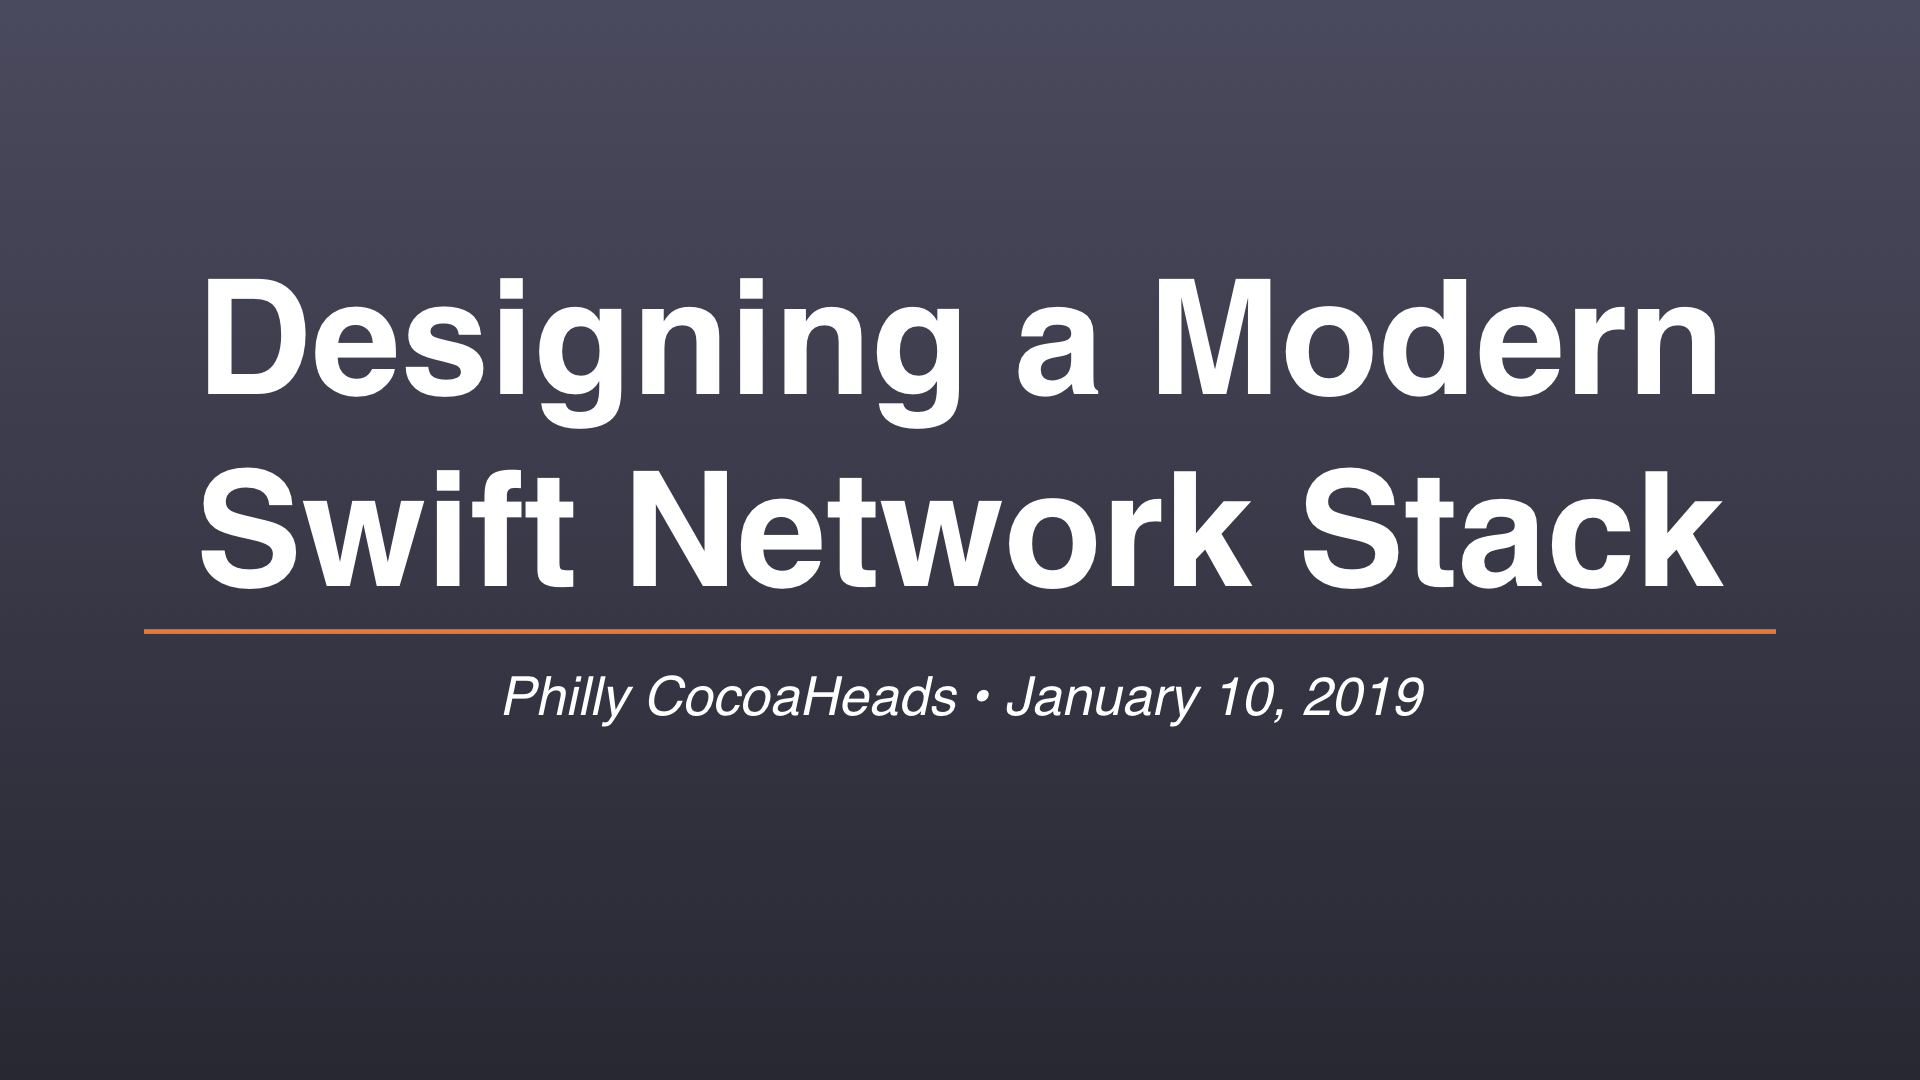 Designing a Modern
Swift Network Stack
Philly CocoaHeads • January 10, 2019